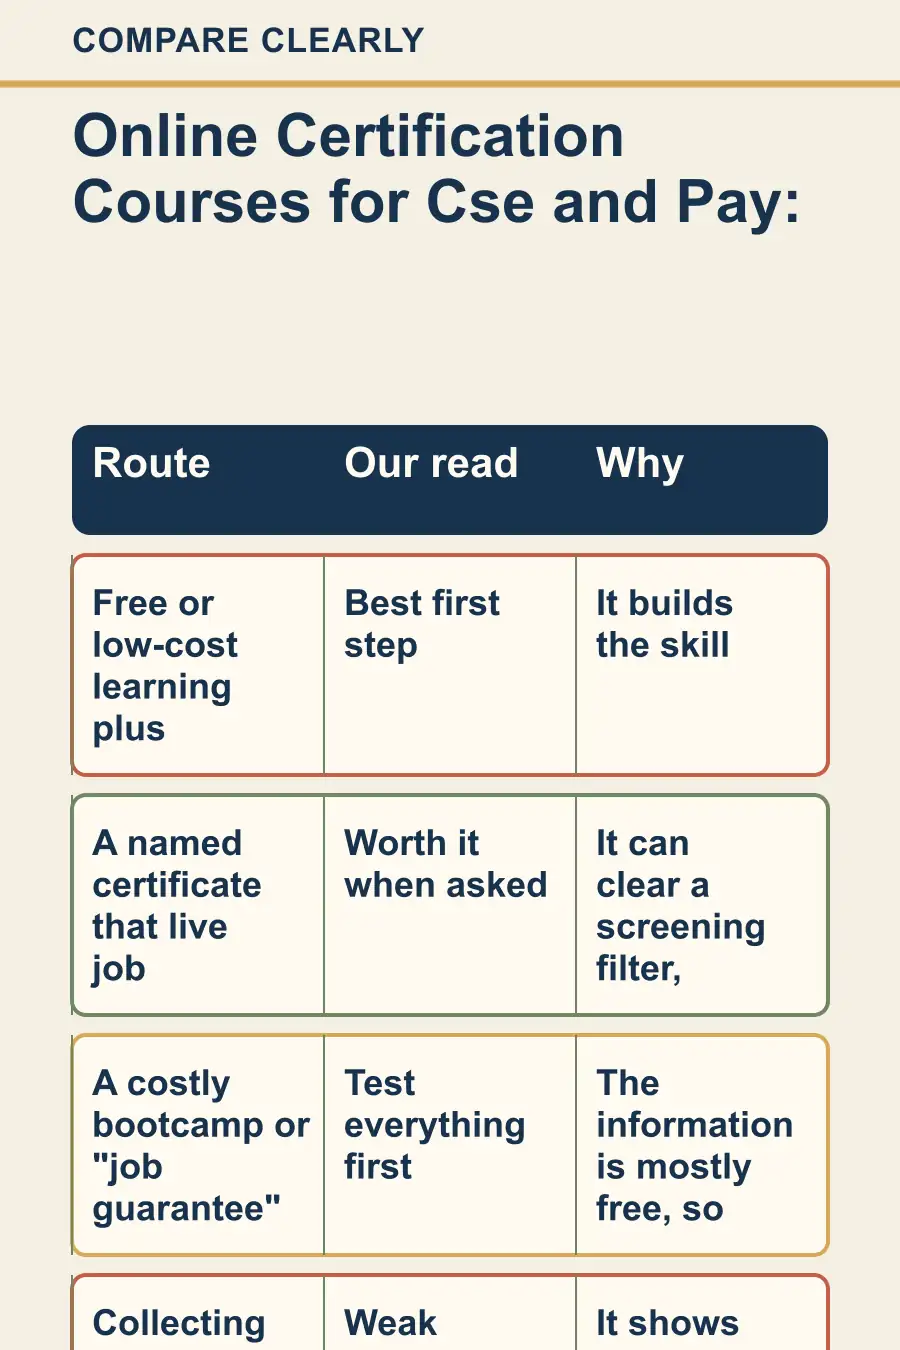 COMPARE CLEARLY
Online Certification
Courses for Cse and Pay:
Route
Our read
Why
Free or
low-cost
learning
plus
Best first
step
It builds
the skill
A named
certificate
that live
job
Worth it
when asked
It can
clear a
screening
filter,
A costly
bootcamp or
"job
guarantee"
Test
everything
first
The
information
is mostly
free, so
Collecting
Weak
It shows